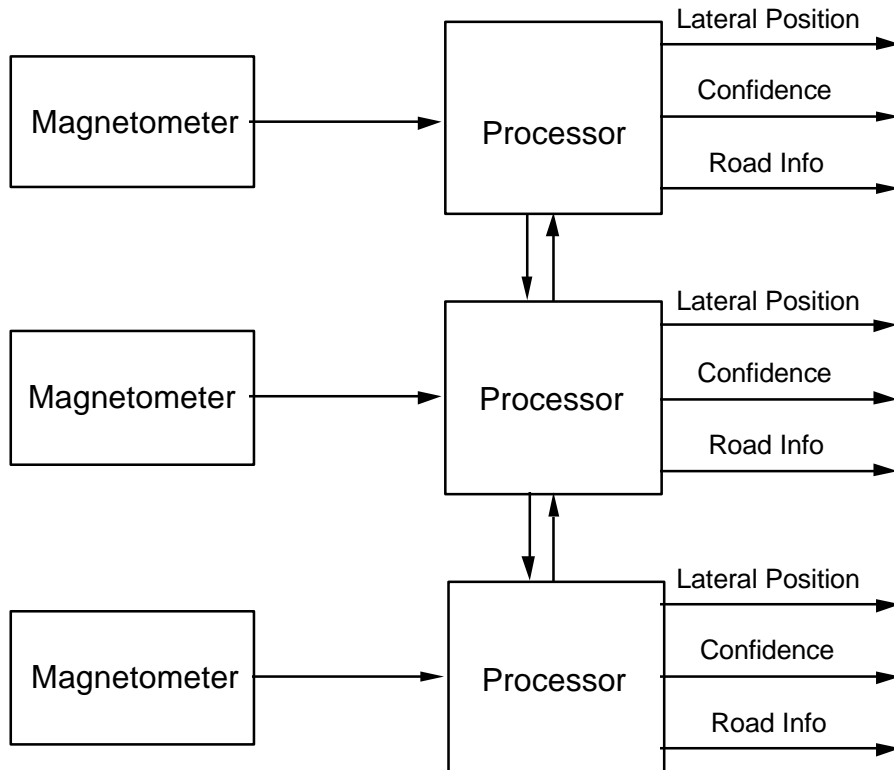 Lateral Position
Magnetometer
Processor
Confidence
Road Info
Lateral Position
Magnetometer
Processor
Confidence
Road Info
Lateral Position
Magnetometer
Processor
Confidence
Road Info